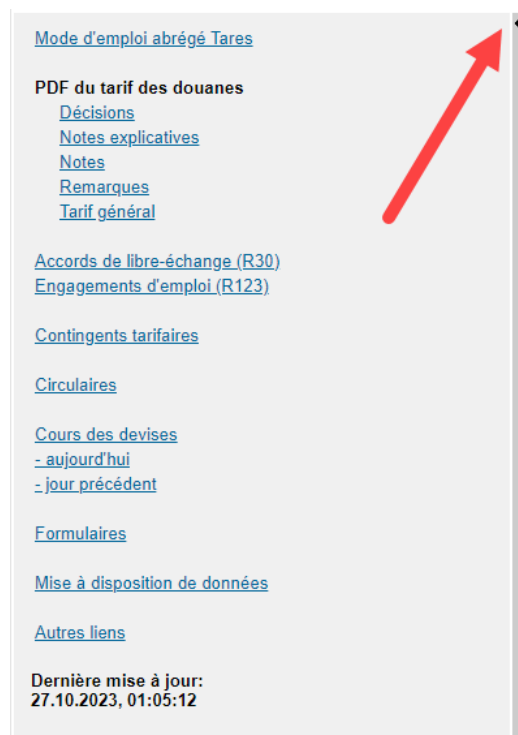 Mode d'emploi abrégé Tares
PDF du tarif des douanes
Décisions
Notes explicatives
Notes
Remarques
Tarif général
Accords de libre-échange (R30)
Engagements d'emploi (R123)
Contingents tarifaires
Circulaires
Cours des devises
- aujourd'hui
- jour précédent
Formulaires
Mise à disposition de données
Autres liens
Dernière mise à jour:
27.10.2023, 01:05:12